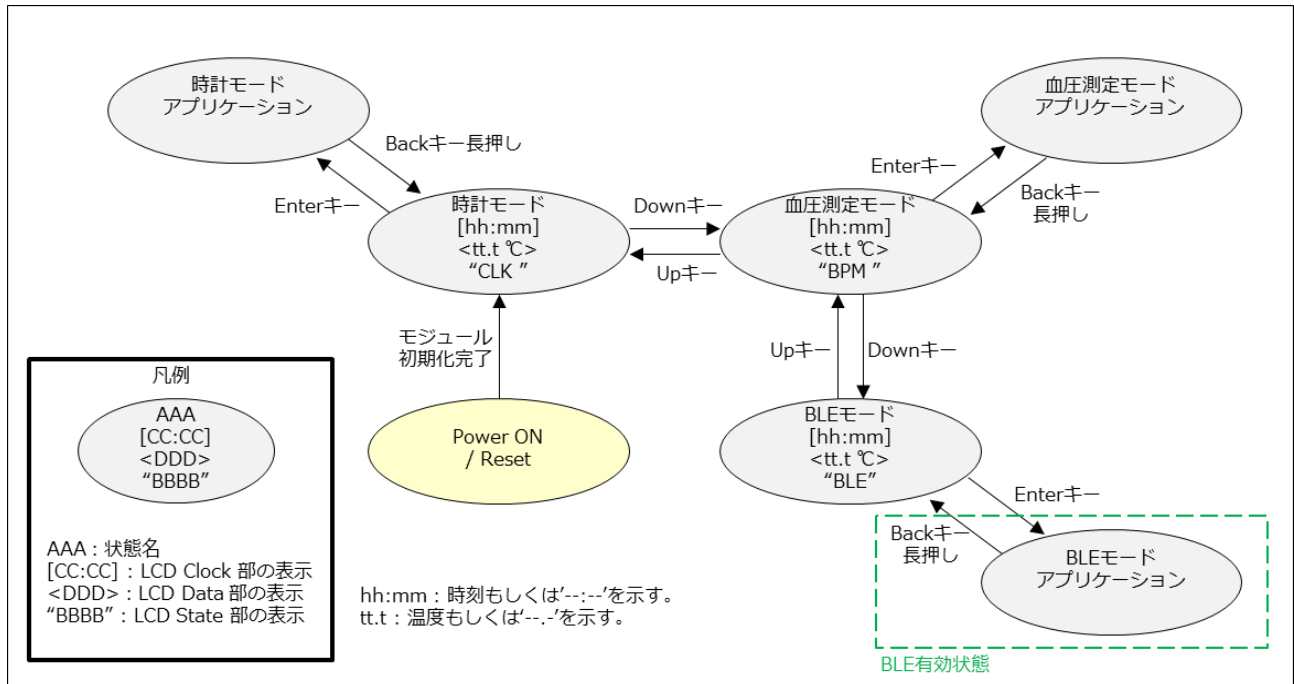 時計モード
アプリケーション
血圧測定モード
アプリケーション
Backキー長押し
Enterキー
Enterキー
Backキー
長押し
時計モード
[hh:mm]
<tt.t ℃>
“CLK ”
Downキー
Upキー
血圧測定モード
[hh:mm]
<tt.t ℃>
“BPM ”
モジュール
初期化完了
Upキー
Downキー
凡例
AAA
[CC:CC]
<DDD>
“BBBB”
Power ON
/ Reset
BLEモード
[hh:mm]
<tt.t ℃>
“BLE”
Enterキー
Backキー
長押し
BLEモード
アプリケーション
AAA : 状態名
[CC:CC] : LCD Clock 部の表示
<DDD> : LCD Data 部の表示
“BBBB” : LCD State 部の表示
hh:mm : 時刻もしくは’--:--’を示す。
tt.t : 温度もしくは‘--.-’を示す。
BLE有効状態